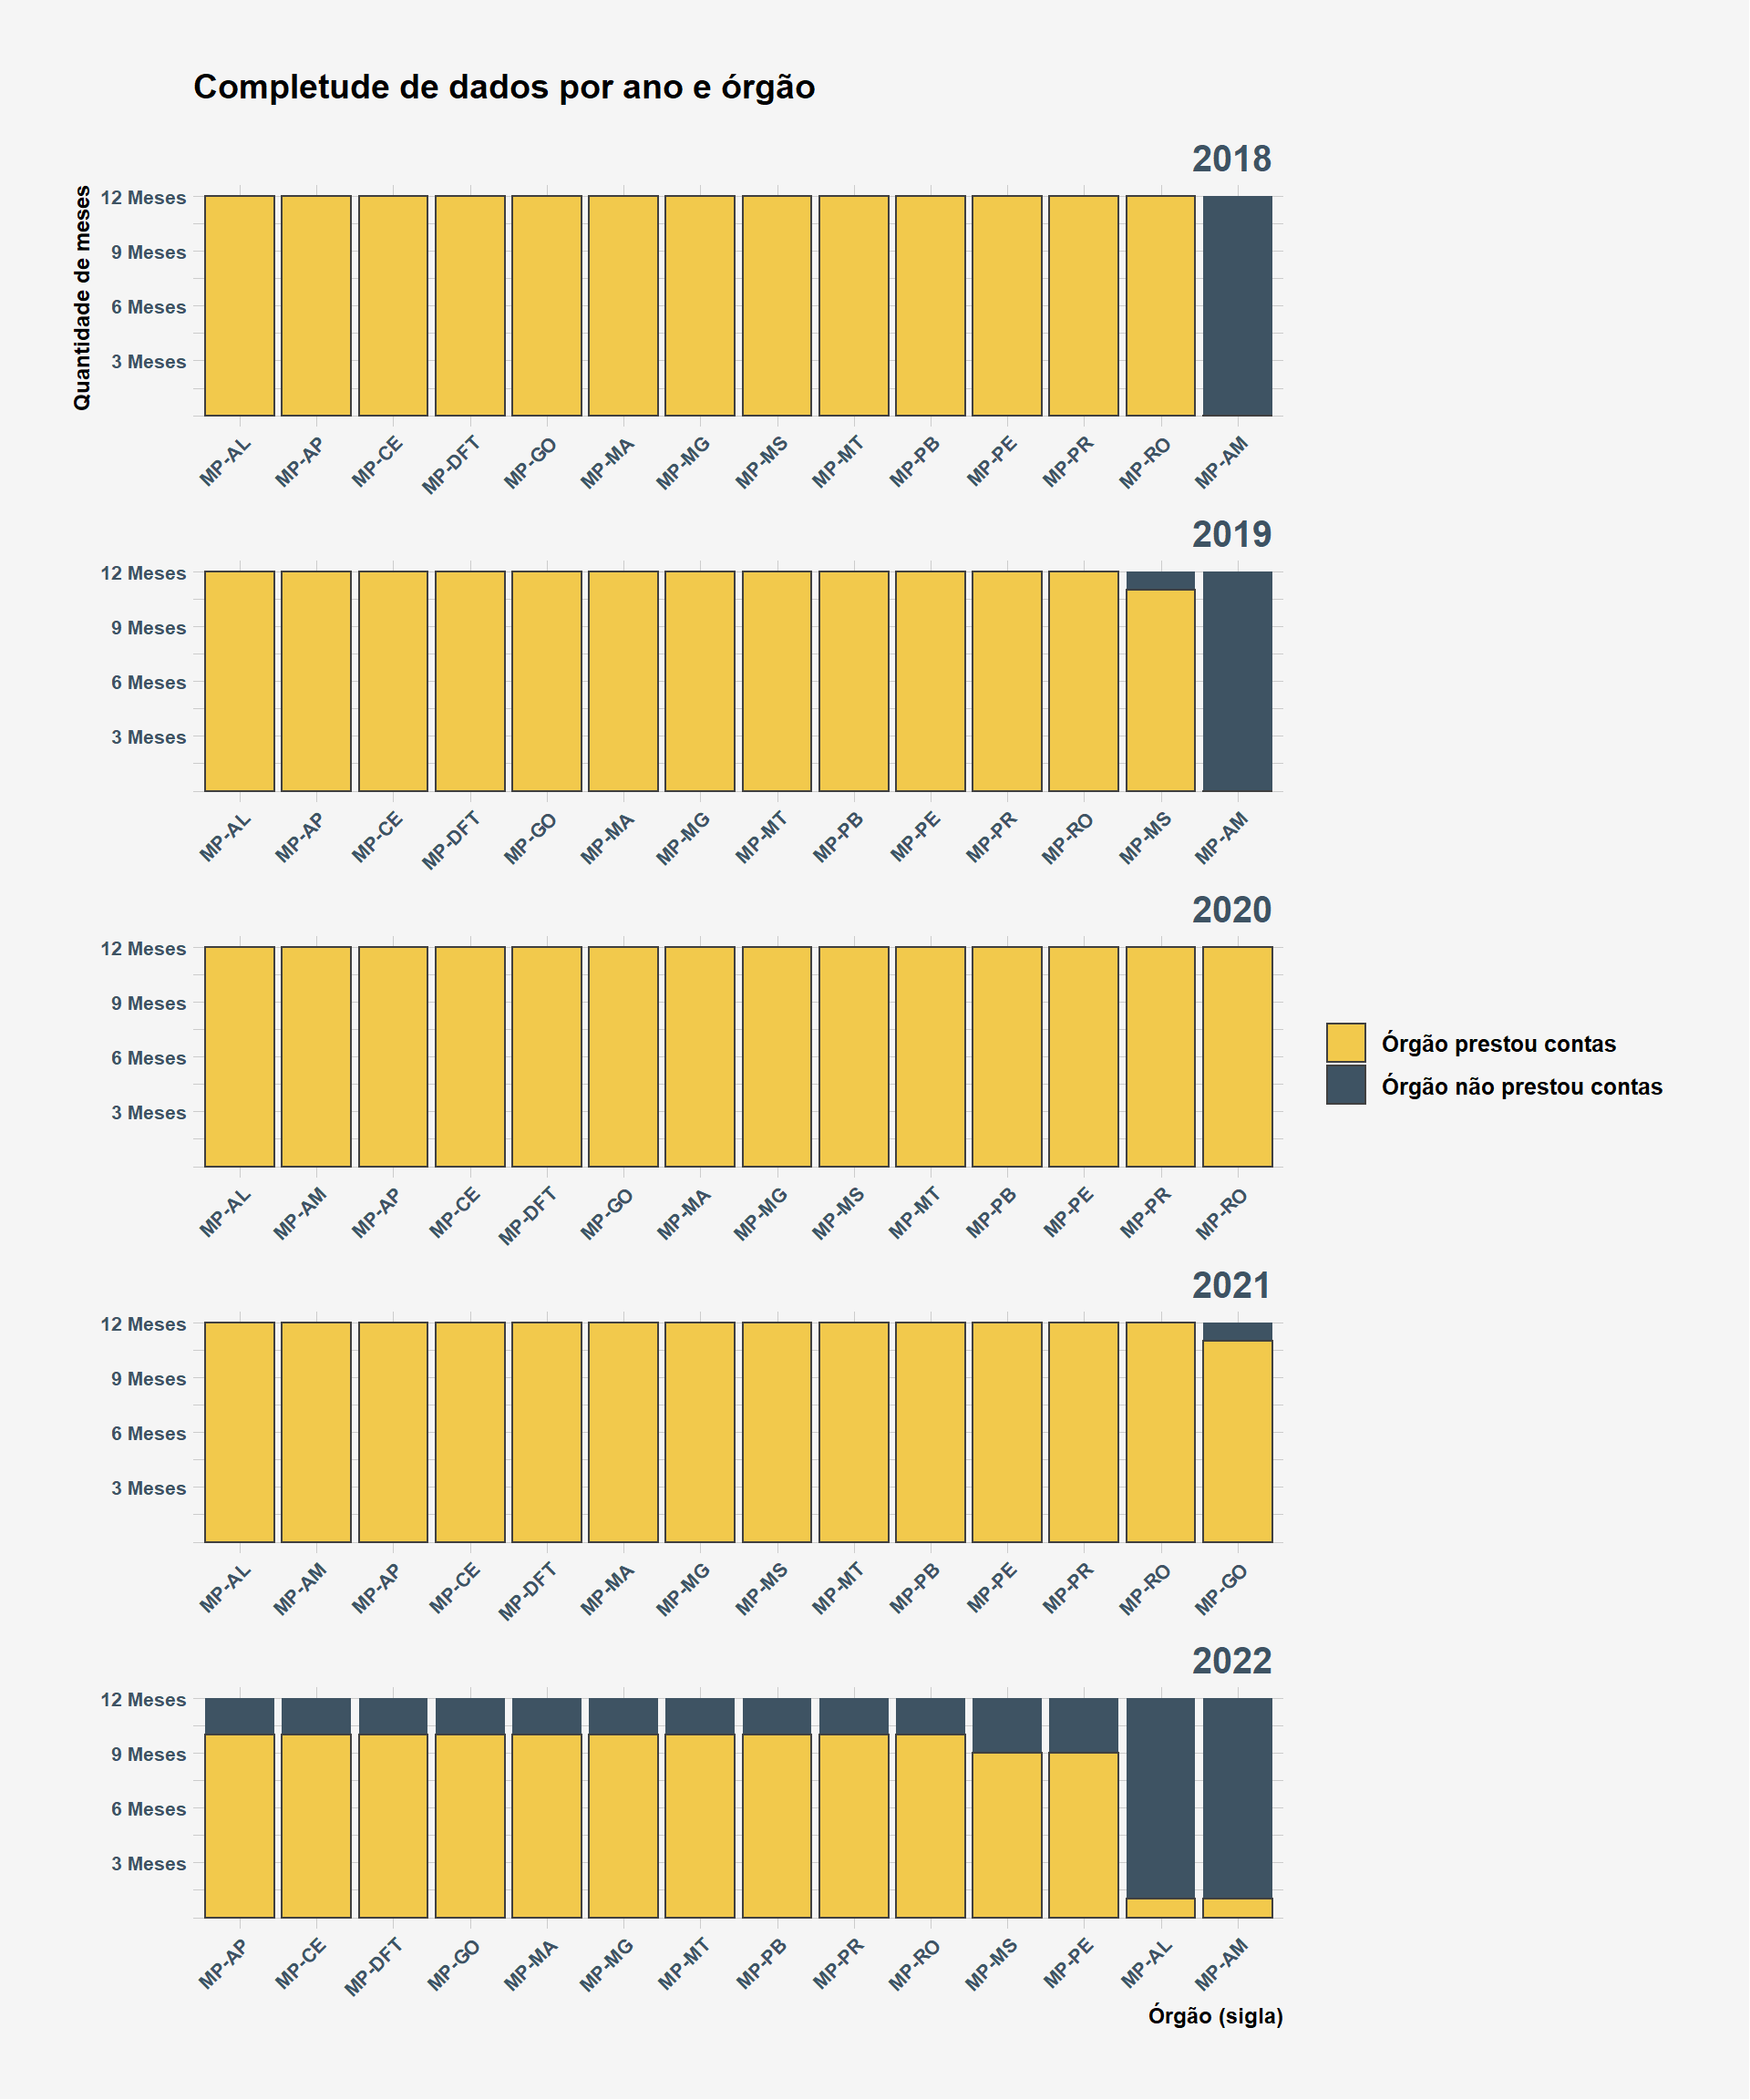 Completude de dados por ano e órgão
2018
Quantidade de meses
12 Meses
9 Meses
6 Meses
3 Meses
MP-AL MP-AP MP-CE MP-DFT MP-GO MP-MA MP-MG MP-MS MP-MT MP-PB MP-PE MP-PR MP-RO MP-AM
2019
12 Meses
9 Meses
6 Meses
3 Meses
MP-AL MP-AP MP-CE MP-DFT MP-GO MP-MA MP-MG MP-MT MP-PB MP-PE MP-PR MP-RO MP-MS MP-AM
2020
12 Meses
9 Meses
6 Meses
3 Meses
MP-AL MP-AM MP-AP MP-CE MP-DFT MP-GO MP-MA MP-MG MP-MS MP-MT MP-PB MP-PE MP-PR MP-RO
Órgão prestou contas
Órgão não prestou contas
2021
12 Meses
9 Meses
6 Meses
3 Meses
MP-AL MP-AM MP-AP MP-CE MP-DFT MP-MA MP-MG MP-MS MP-MT MP-PB MP-PE MP-PR MP-RO MP-GO
2022
12 Meses
9 Meses
6 Meses
3 Meses
MP-AP MP-CE MP-DFT MP-GO MP-MA MP-MG MP-MT MP-PB MP-PR MP-RO MP-MS MP-PE MP-AL MP-AM
Órgão (sigla)